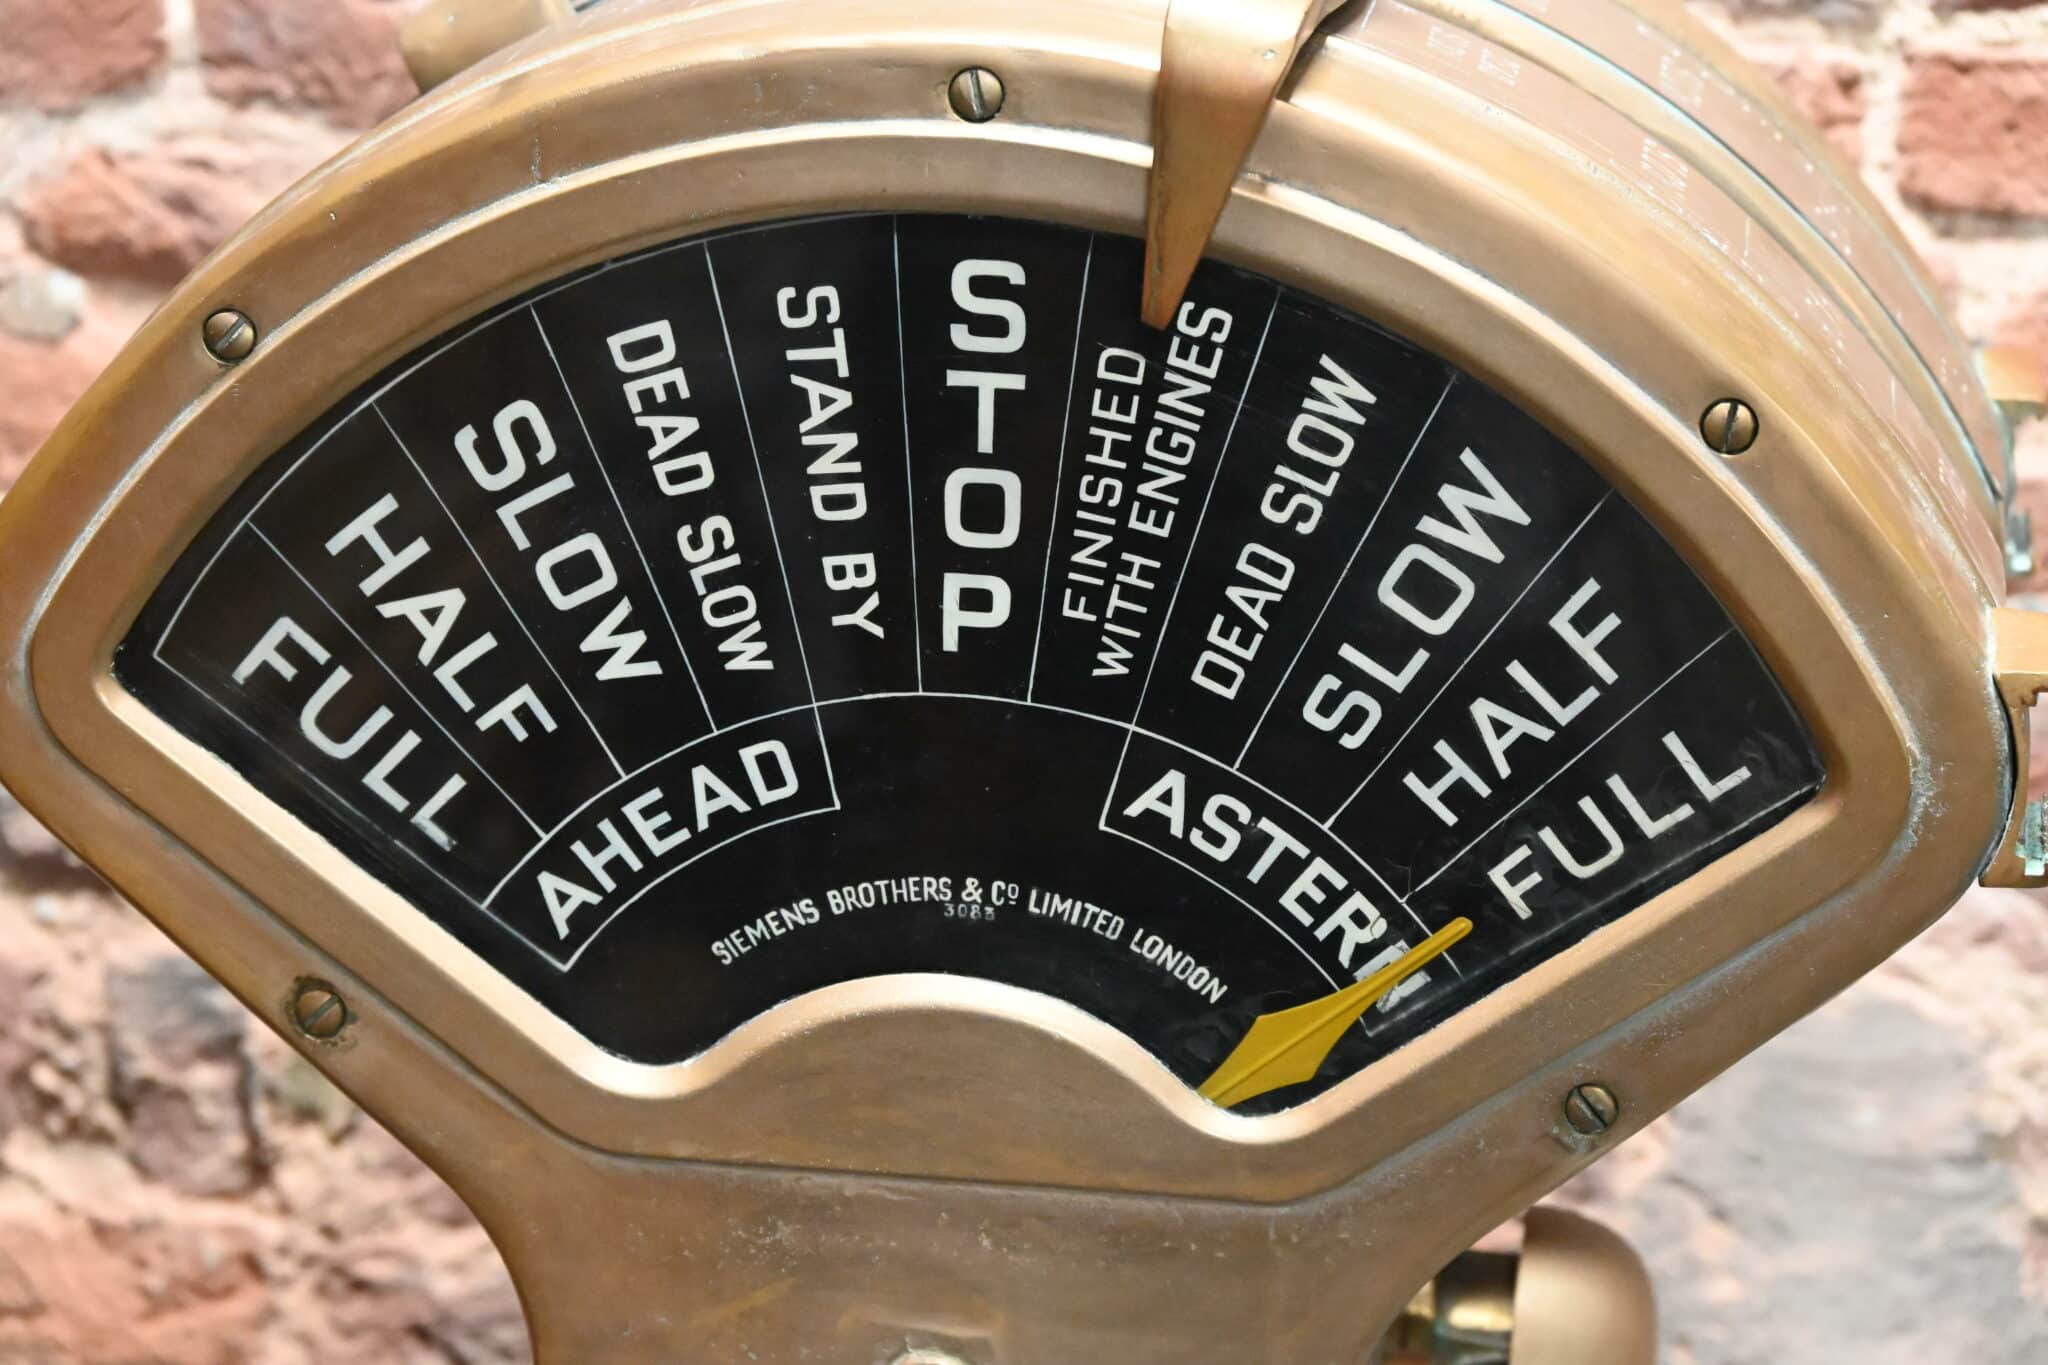 FULL
HALF
SLOW
DEAD SLOW
STAND BY
STOP
FINISHED
WITH ENGINES
DEAD SLOW
SLOW
HALF
FULL
AHEAD
ASTERN
SIEMENS BROTHERS & Cº LIMITED LONDON
3083